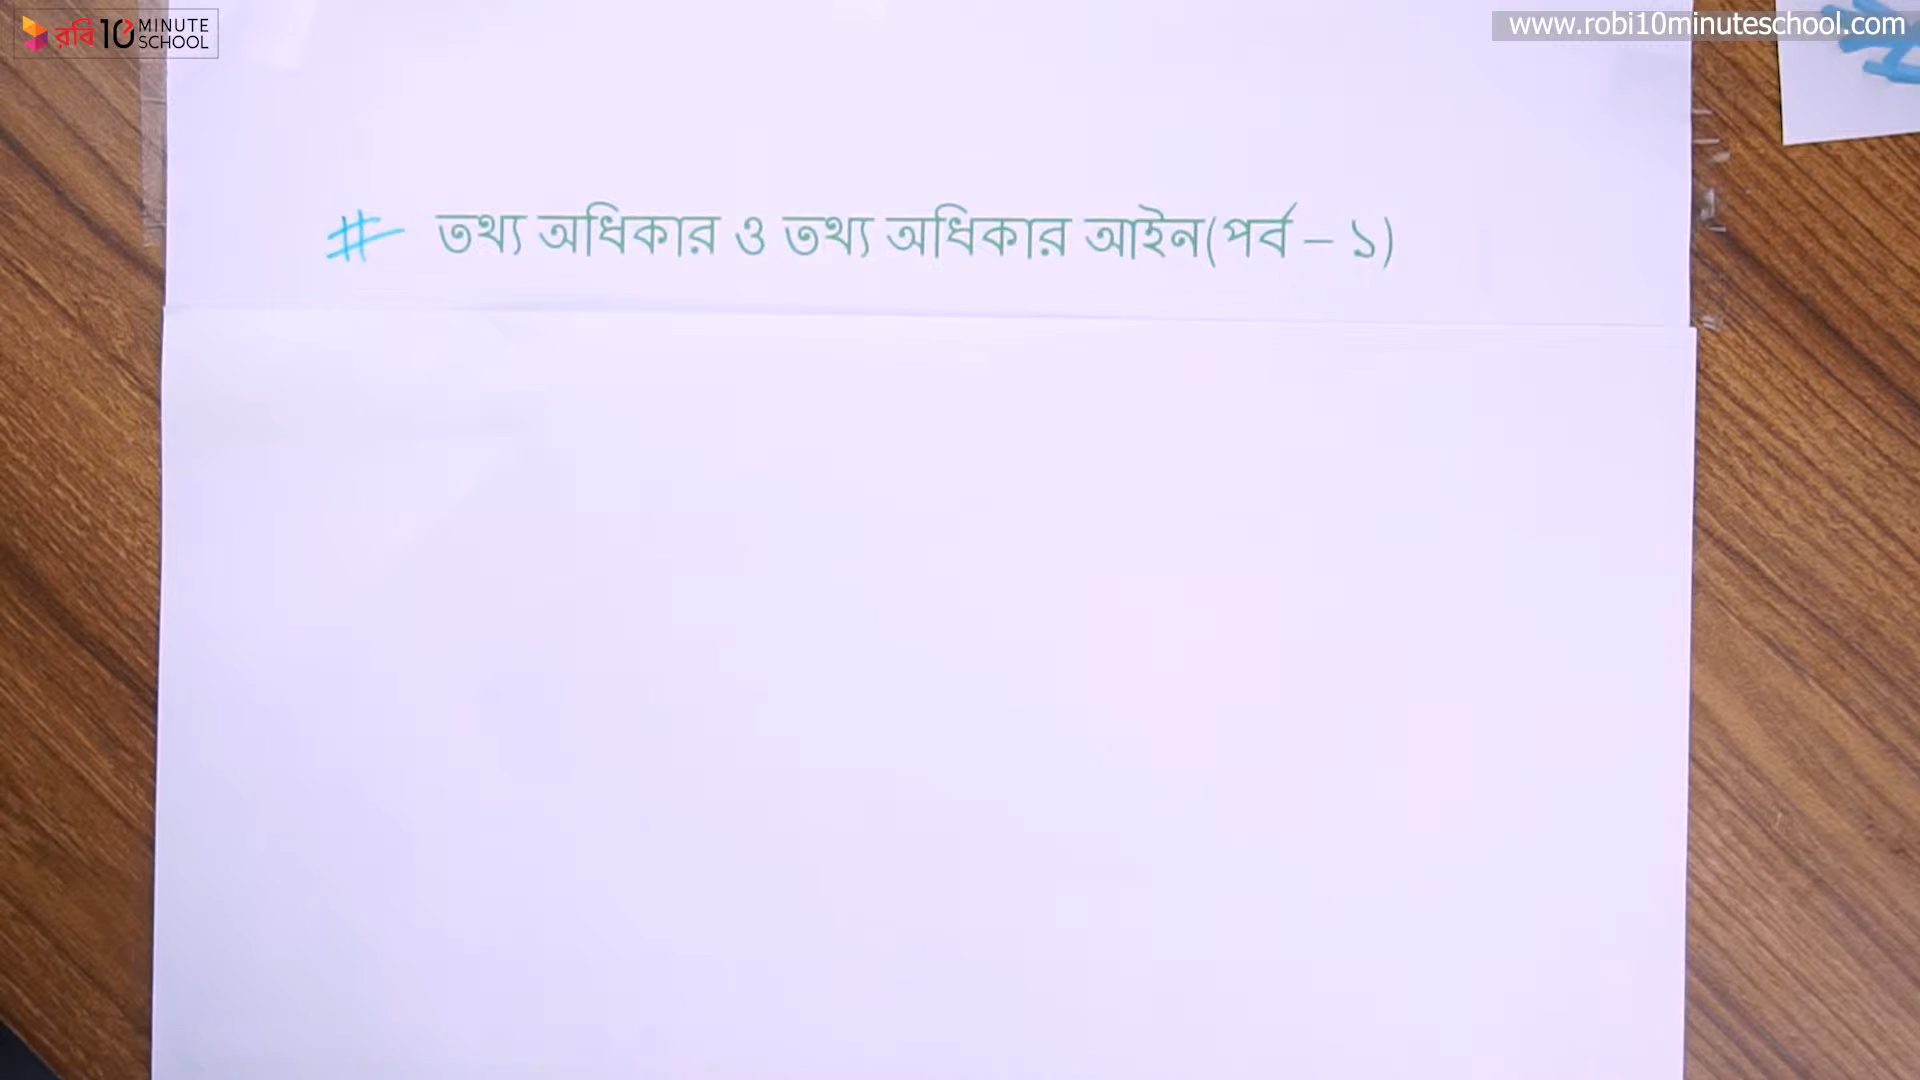 রবি 10 MINUTE SCHOOL
www.robi10minuteschool.com
# তথ্য অধিকার ও তথ্য অধিকার আইন(পর্ব – ১)